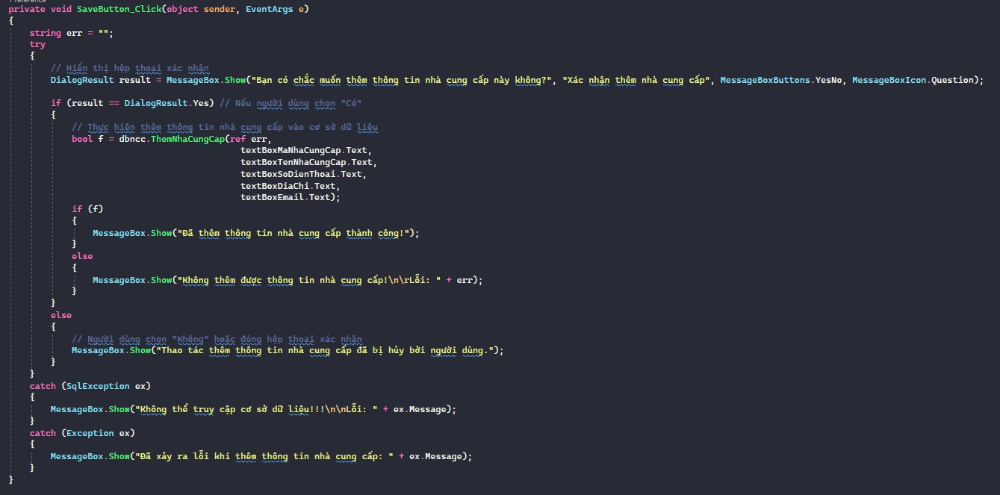 private void SaveButton_Click(object sender, EventArgs e)
{
string err = "";
try
{
// Hiển thị hộp thoại xác nhận
DialogResult result = MessageBox.Show("Bạn có chắc muốn thêm thông tin nhà cung cấp này không?", "Xác nhận thêm nhà cung cấp", MessageBoxButtons.YesNo, MessageBoxIcon.Question);
if (result == DialogResult.Yes) // Nếu người dùng chọn "Có"
{
// Thực hiện thêm thông tin nhà cung cấp vào cơ sở dữ liệu
bool f = dbncc.ThemNhaCungCap(ref err,
textBoxMaNhaCungCap.Text,
textBoxTenNhaCungCap.Text,
textBoxSoDienThoai.Text,
textBoxDiaChi.Text,
textBoxEmail.Text);
if (f)
{
MessageBox.Show("Đã thêm thông tin nhà cung cấp thành công!");
}
else
{
MessageBox.Show("Không thêm được thông tin nhà cung cấp!\n\rLỗi: " + err);
}
}
else
{
// Người dùng chọn "Không" hoặc đóng hộp thoại xác nhận
MessageBox.Show("Thao tác thêm thông tin nhà cung cấp đã bị hủy bởi người dùng.");
}
}
catch (SqlException ex)
{
MessageBox.Show("Không thể truy cập cơ sở dữ liệu!!!\n\nLỗi: " + ex.Message);
}
catch (Exception ex)
{
MessageBox.Show("Đã xảy ra lỗi khi thêm thông tin nhà cung cấp: " + ex.Message);
}
}